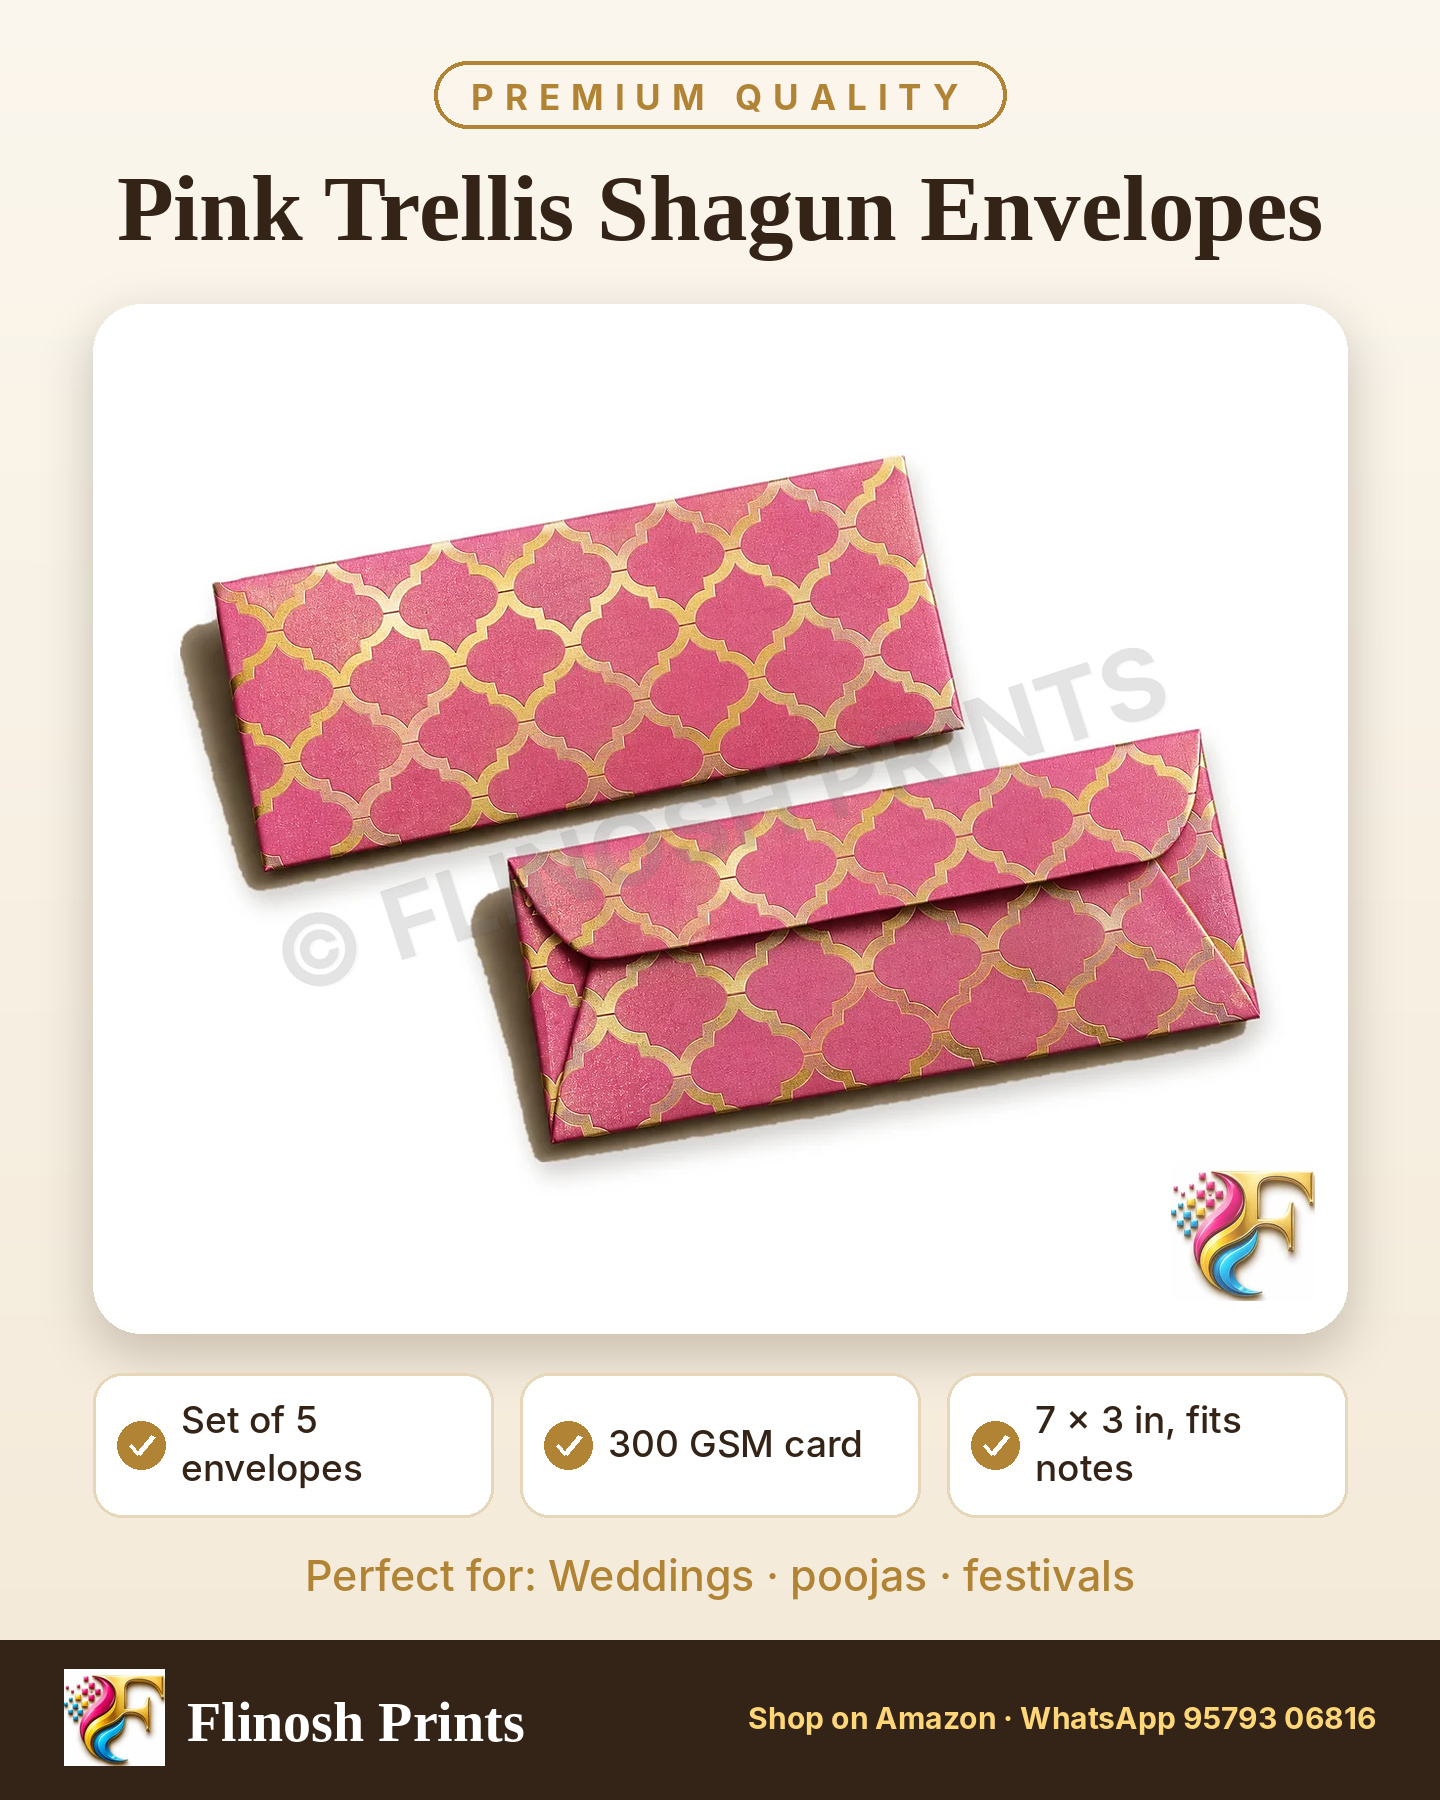 PREMIUM QUALITY
Pink Trellis Shagun Envelopes
© FLINOSH PRINTS
F
Set of 5
envelopes
300 GSM card
7 × 3 in, fits
notes
Perfect for: Weddings · poojas · festivals
F
Flinosh Prints
Shop on Amazon · WhatsApp 95793 06816